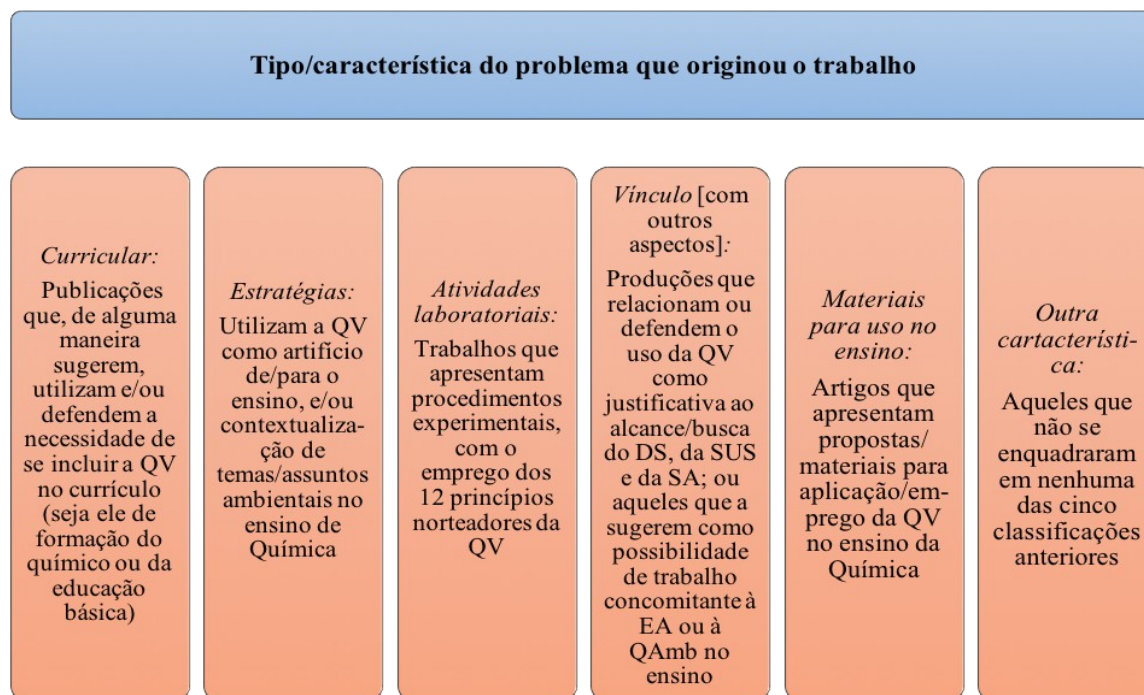 Tipo/característica do problema que originou o trabalho
Curricular:
Publicações
que, de alguma
maneira
sugerem,
utilizam e/ou
defendem a
necessidade de
se incluir a QV
no currículo
(seja ele de
formação do
químico ou da
educação
básica)
Estratégias:
Utilizam a QV
como artifício
de/para o
ensino, e/ou
contextualiza-
ção de
temas/assuntos
ambientais no
ensino de
Química
Atividades
laboratoriais:
Trabalhos que
apresentam
procedimentos
experimentais,
com o
emprego dos
12 princípios
norteadores da
QV
Vínculo [com
outros
aspectos]:
Produções que
relacionam ou
defendem o
uso da QV
como
justificativa ao
alcance/busca
do DS, da SUS
e da SA; ou
aqueles que a
sugerem como
possibilidade
de trabalho
concomitante à
EA ou à
QAmb no
ensino
Materiais
para uso no
ensino:
Artigos que
apresentam
propostas/
materiais para
aplicação/em-
prego da QV
no ensino da
Química
Outra
cartacterísti-
ca:
Aqueles que
não se
enquadraram
em nenhuma
das cinco
classificações
anteriores